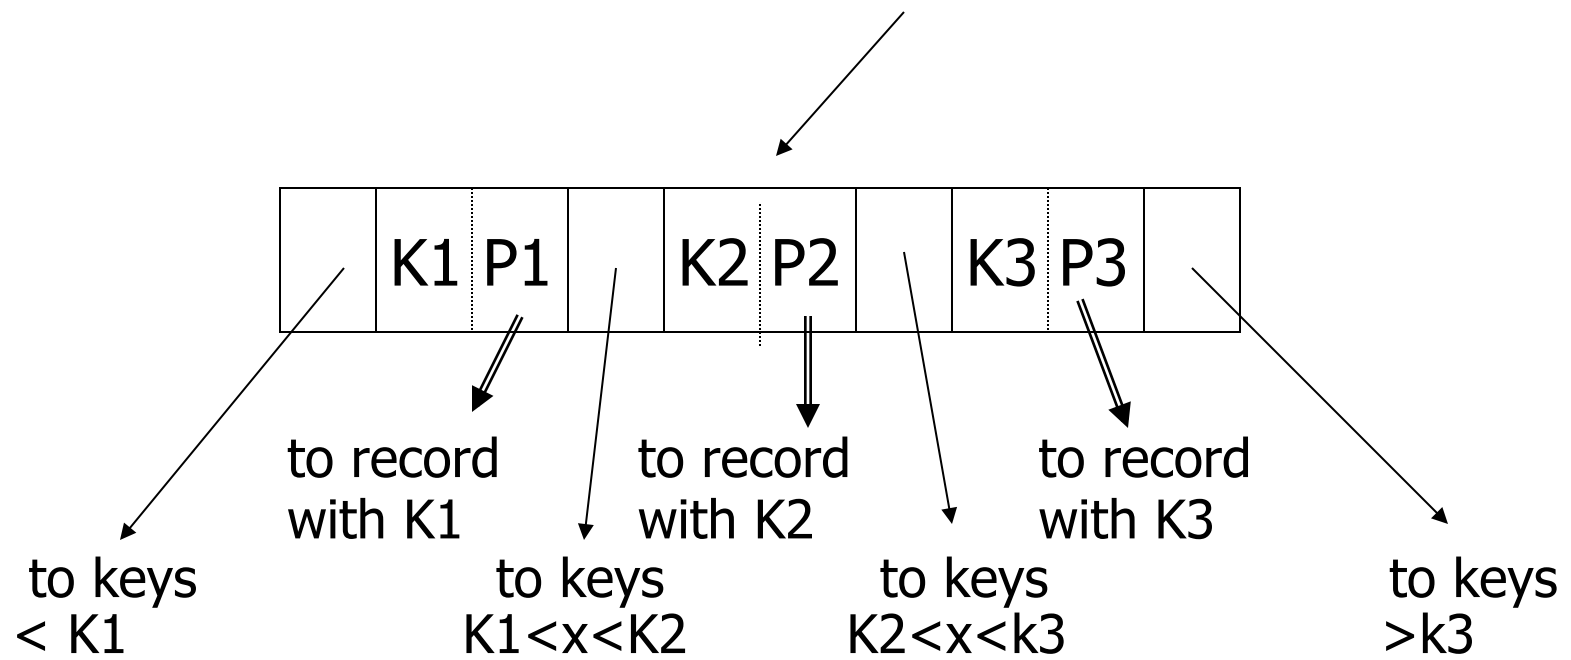 K1 P1 K2 P2 K3 P3
to record
with K1
to record
with K2
to record
with K3
to keys
< K1
to keys
K1<x<K2
to keys
K2<x<k3
to keys
>k3